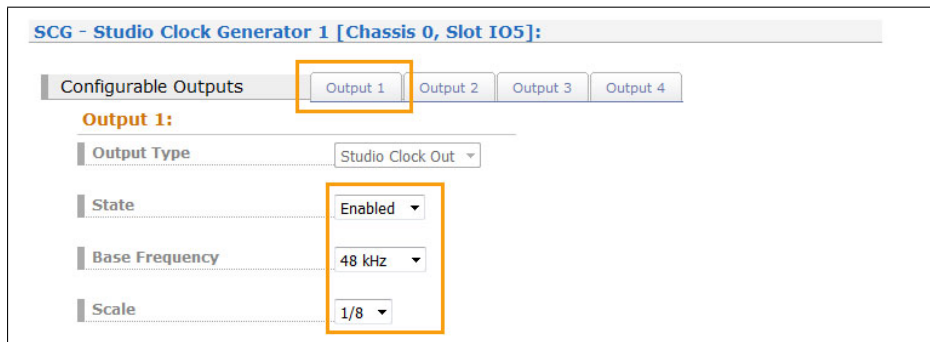 SCG - Studio Clock Generator 1 [Chassis 0, Slot IO5]:
Configurable Outputs Output 1 Output 2 Output 3 Output 4
Output 1:
Output Type Studio Clock Out
State Enabled
Base Frequency 48 kHz
Scale 1/8